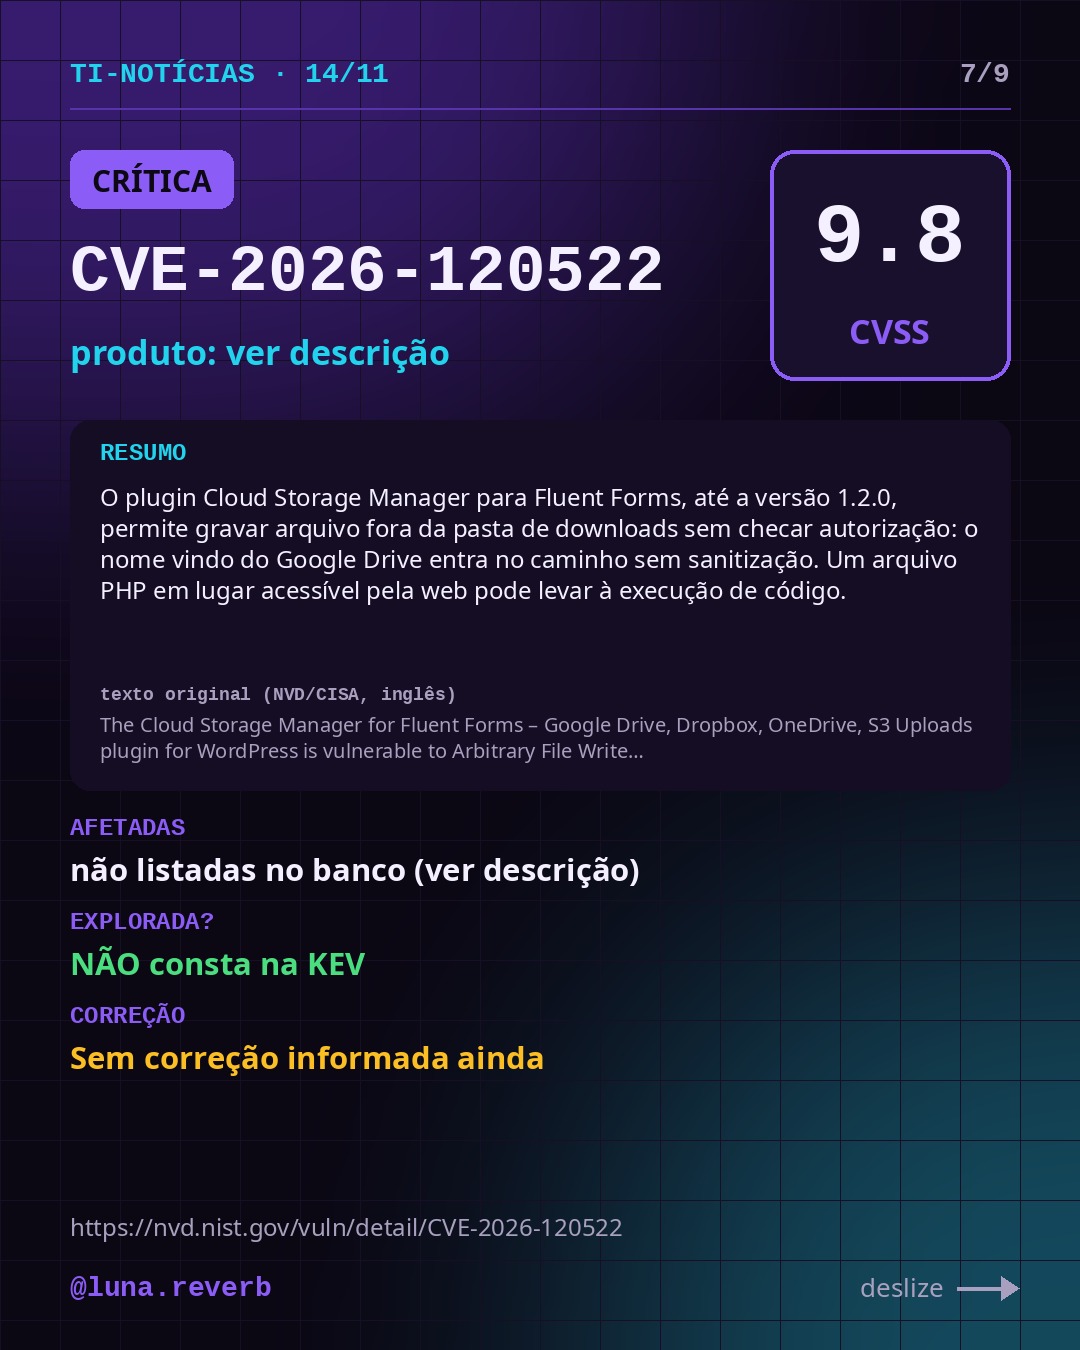 TI-NOTÍCIAS · 14/11
7/9
CRÍTICA
CVE-2026-120522
produto: ver descrição
9.8
CVSS
RESUMO
O plugin Cloud Storage Manager para Fluent Forms, até a versão 1.2.0,
permite gravar arquivo fora da pasta de downloads sem checar autorização: o
nome vindo do Google Drive entra no caminho sem sanitização. Um arquivo
PHP em lugar acessível pela web pode levar à execução de código.
texto original (NVD/CISA, inglês)
The Cloud Storage Manager for Fluent Forms – Google Drive, Dropbox, OneDrive, S3 Uploads
plugin for WordPress is vulnerable to Arbitrary File Write…
AFETADAS
não listadas no banco (ver descrição)
EXPLORADA?
NÃO consta na KEV
CORREÇÃO
Sem correção informada ainda
https://nvd.nist.gov/vuln/detail/CVE-2026-120522
@luna.reverb
deslize